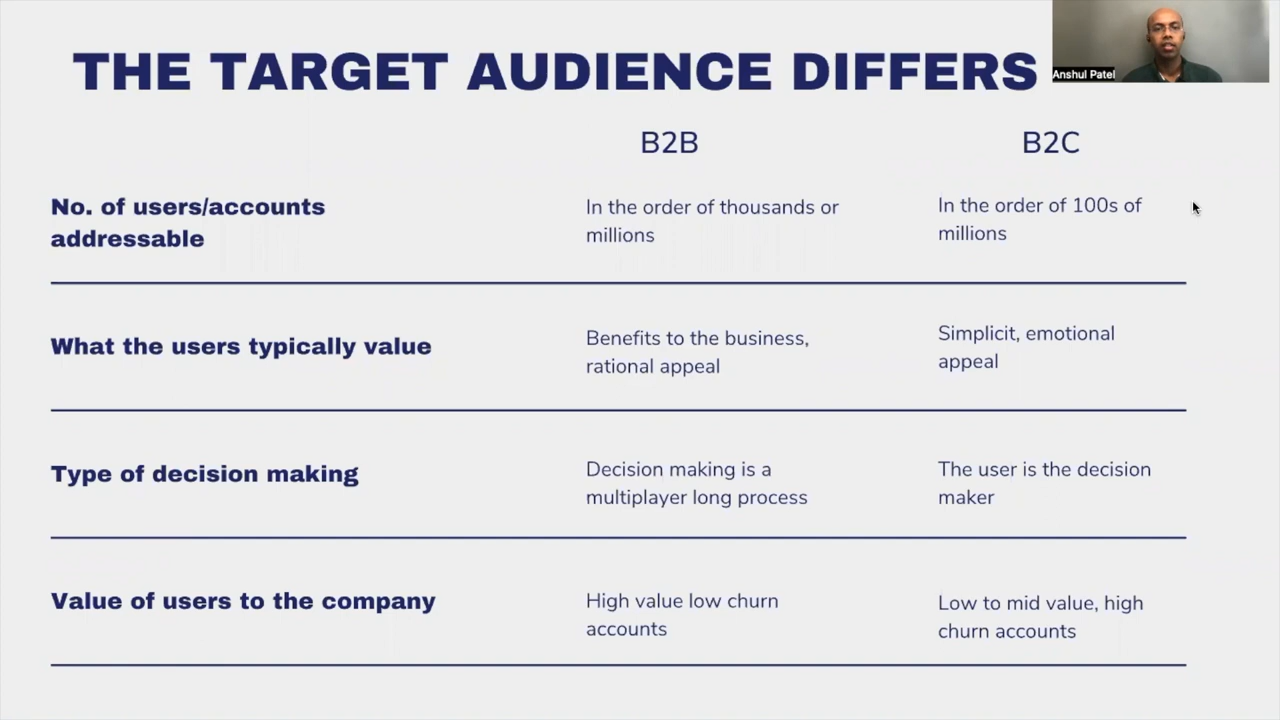 THE TARGET AUDIENCE DIFFERS
Anshul Patel
B2B
B2C
No. of users/accounts
addressable
In the order of thousands or
millions
In the order of 100s of
millions
What the users typically value
Benefits to the business,
rational appeal
Simplicit, emotional
appeal
Type of decision making
Decision making is a
multiplayer long process
The user is the decision
maker
Value of users to the company
High value low churn
accounts
Low to mid value, high
churn accounts